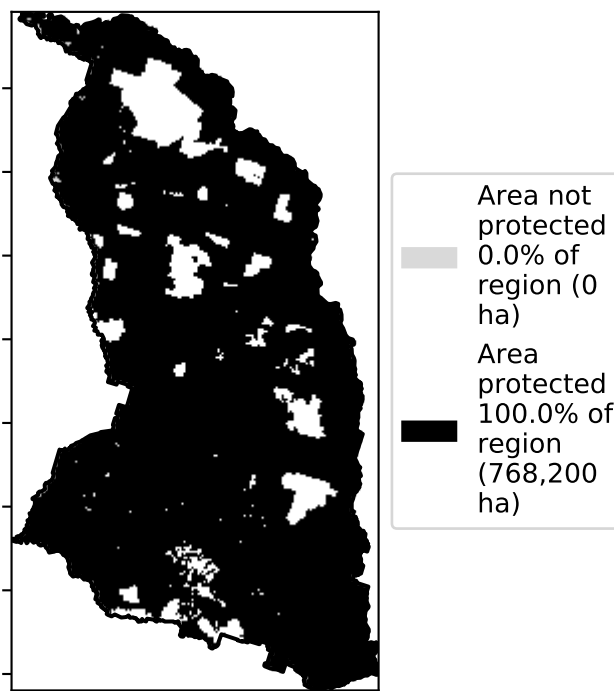 Area not
protected
0.0% of
region (0
ha)
Area
protected
100.0% of
region
(768,200
ha)